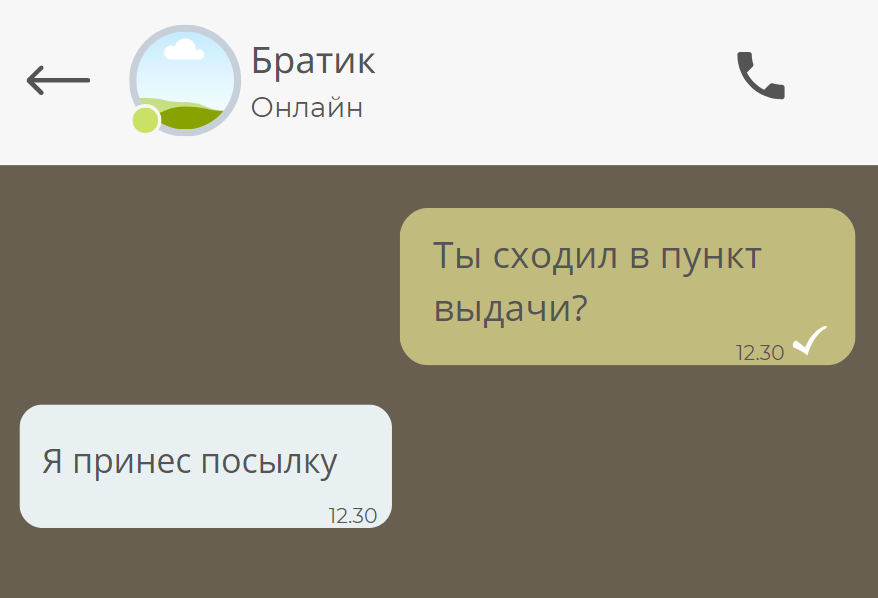 Братик
Онлайн
Ты сходил в пункт
выдачи?
12.30
Я принес посылку
12.30